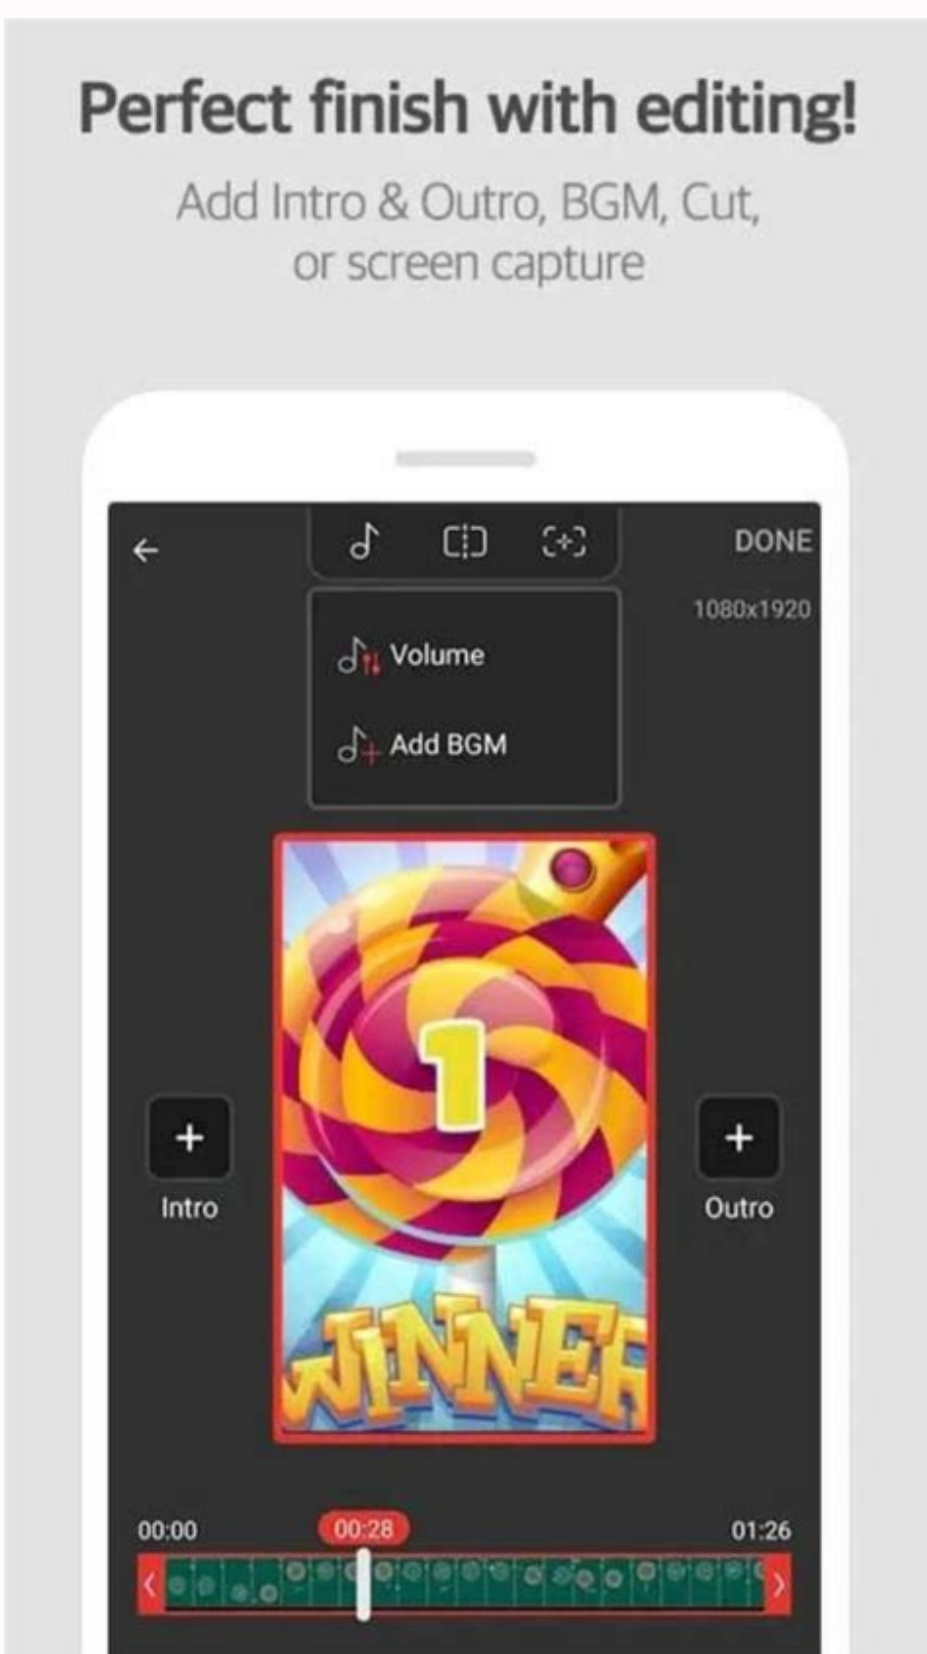 Perfect finish with editing!
Add Intro & Outro, BGM, Cut,
or screen capture
DONE
1080x1920
Volume
Add BGM
1
Intro
Outro
WINNER
00:00
00:28
01:26